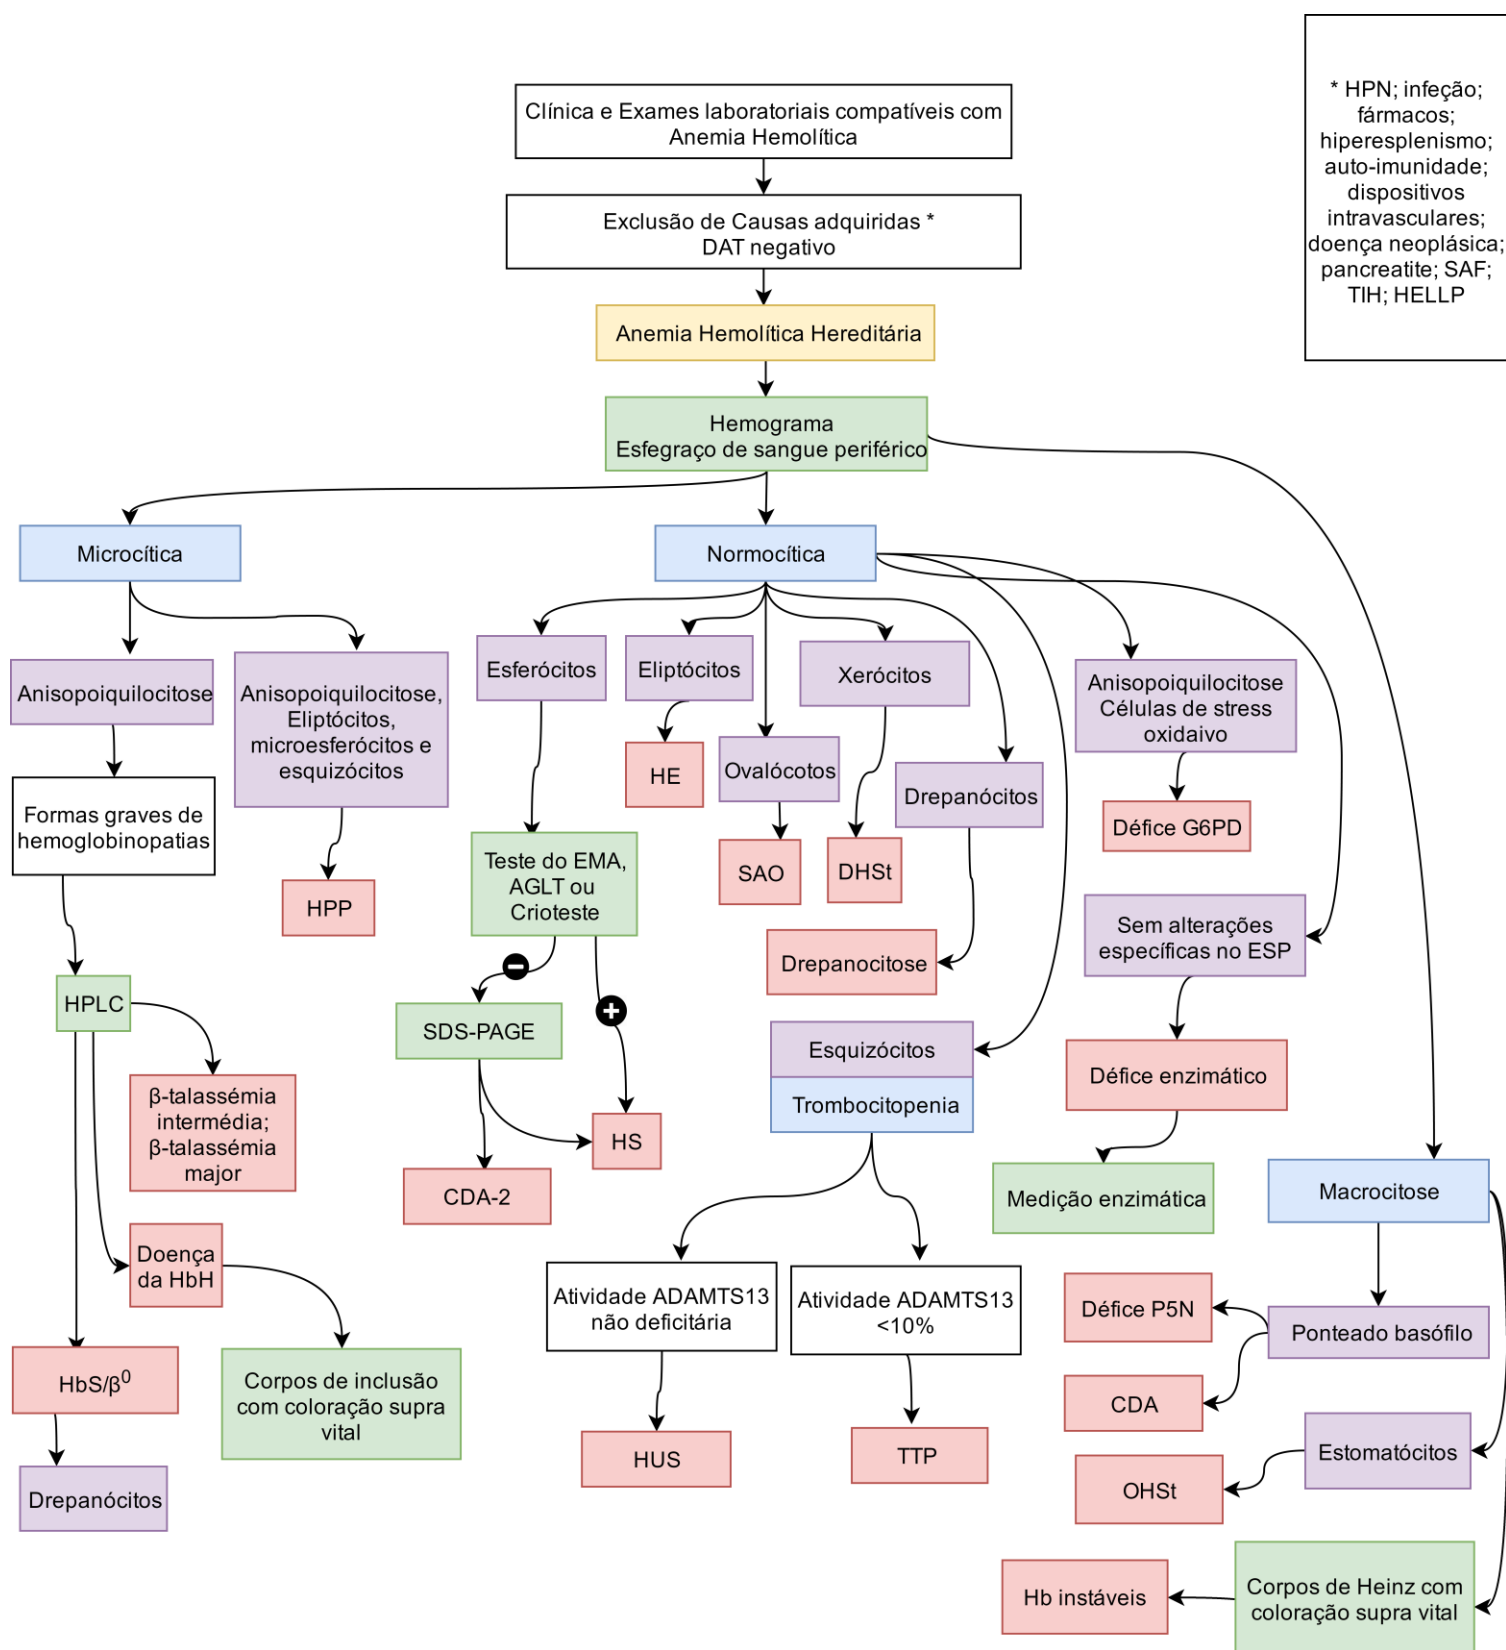 Clínica e Exames laboratoriais compatíveis com
Anemia Hemolítica
* HPN; infeção;
fármacos;
hiperesplenismo;
auto-imunidade;
dispositivos
intravasculares;
doença neoplásica;
pancreatite; SAF;
TIH; HELLP
Exclusão de Causas adquiridas *
DAT negativo
Anemia Hemolítica Hereditária
Hemograma
Esfegraço de sangue periférico
Microcítica
Normocítica
Anisopoiquilocitose
Anisopoiquilocitose,
Eliptócitos,
microesferócitos e
esquizócitos
Esferócitos
Eliptócitos
Xerócitos
Anisopoiquilocitose
Células de stress
oxidaivo
Formas graves de
hemoglobinopatias
HE
Ovalócotos
Drepanócitos
Défice G6PD
HPP
Teste do EMA,
AGLT ou
Crioteste
SAO
DHSt
Sem alterações
específicas no ESP
Drepanocitose
HPLC
−
+
SDS-PAGE
Esquizócitos
Trombocitopenia
Défice enzimático
β-talassémia
intermédia;
β-talassémia
major
HS
CDA-2
Medição enzimática
Macrocitose
Doença
da HbH
Atividade ADAMTS13
não deficitária
Atividade ADAMTS13
<10%
Défice P5N
Ponteado basófilo
HbS/β⁰
Corpos de inclusão
com coloração supra
vital
CDA
Estomatócitos
HUS
TTP
OHSt
Drepanócitos
Hb instáveis
Corpos de Heinz com
coloração supra vital